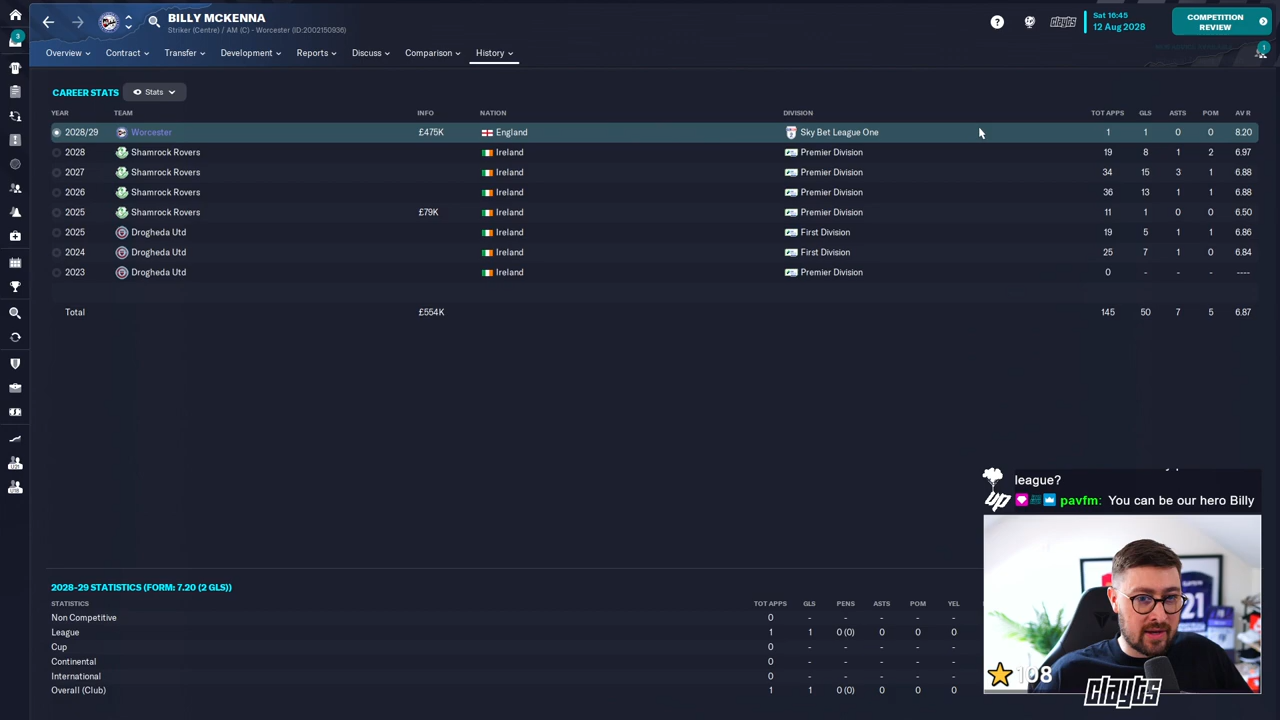 BILLY MCKENNA
Striker (Centre) / AM (C) - Worcester (ID:2002150936)
clayts
Sat 16:45
12 Aug 2028
COMPETITION
REVIEW
3
1
Overview Contract Transfer Development Reports Discuss Comparison History
CAREER STATS Stats
YEAR TEAM INFO NATION DIVISION TOT APPS GLS ASTS POM AV R
2028/29 Worcester £475K England Sky Bet League One 1 1 0 0 8.20
2028 Shamrock Rovers Ireland Premier Division 19 8 1 2 6.97
2027 Shamrock Rovers Ireland Premier Division 34 15 3 1 6.88
2026 Shamrock Rovers Ireland Premier Division 36 13 1 1 6.88
2025 Shamrock Rovers £79K Ireland Premier Division 11 1 0 0 6.50
2025 Drogheda Utd Ireland First Division 19 5 1 1 6.86
2024 Drogheda Utd Ireland First Division 25 7 1 0 6.84
2023 Drogheda Utd Ireland Premier Division 0 - - - ----
Total £554K 145 50 7 5 6.87
league?
pavfm: You can be our hero Billy
2028-29 STATISTICS (FORM: 7.20 (2 GLS))
STATISTICS TOT APPS GLS PENS ASTS POM YEL
Non Competitive 0 - - - - -
League 1 1 0 (0) 0 0 0
Cup 0 - - - - -
Continental 0 - - - - -
International 0 - - - - -
Overall (Club) 1 1 0 (0) 0 0 0
21
108
clayts